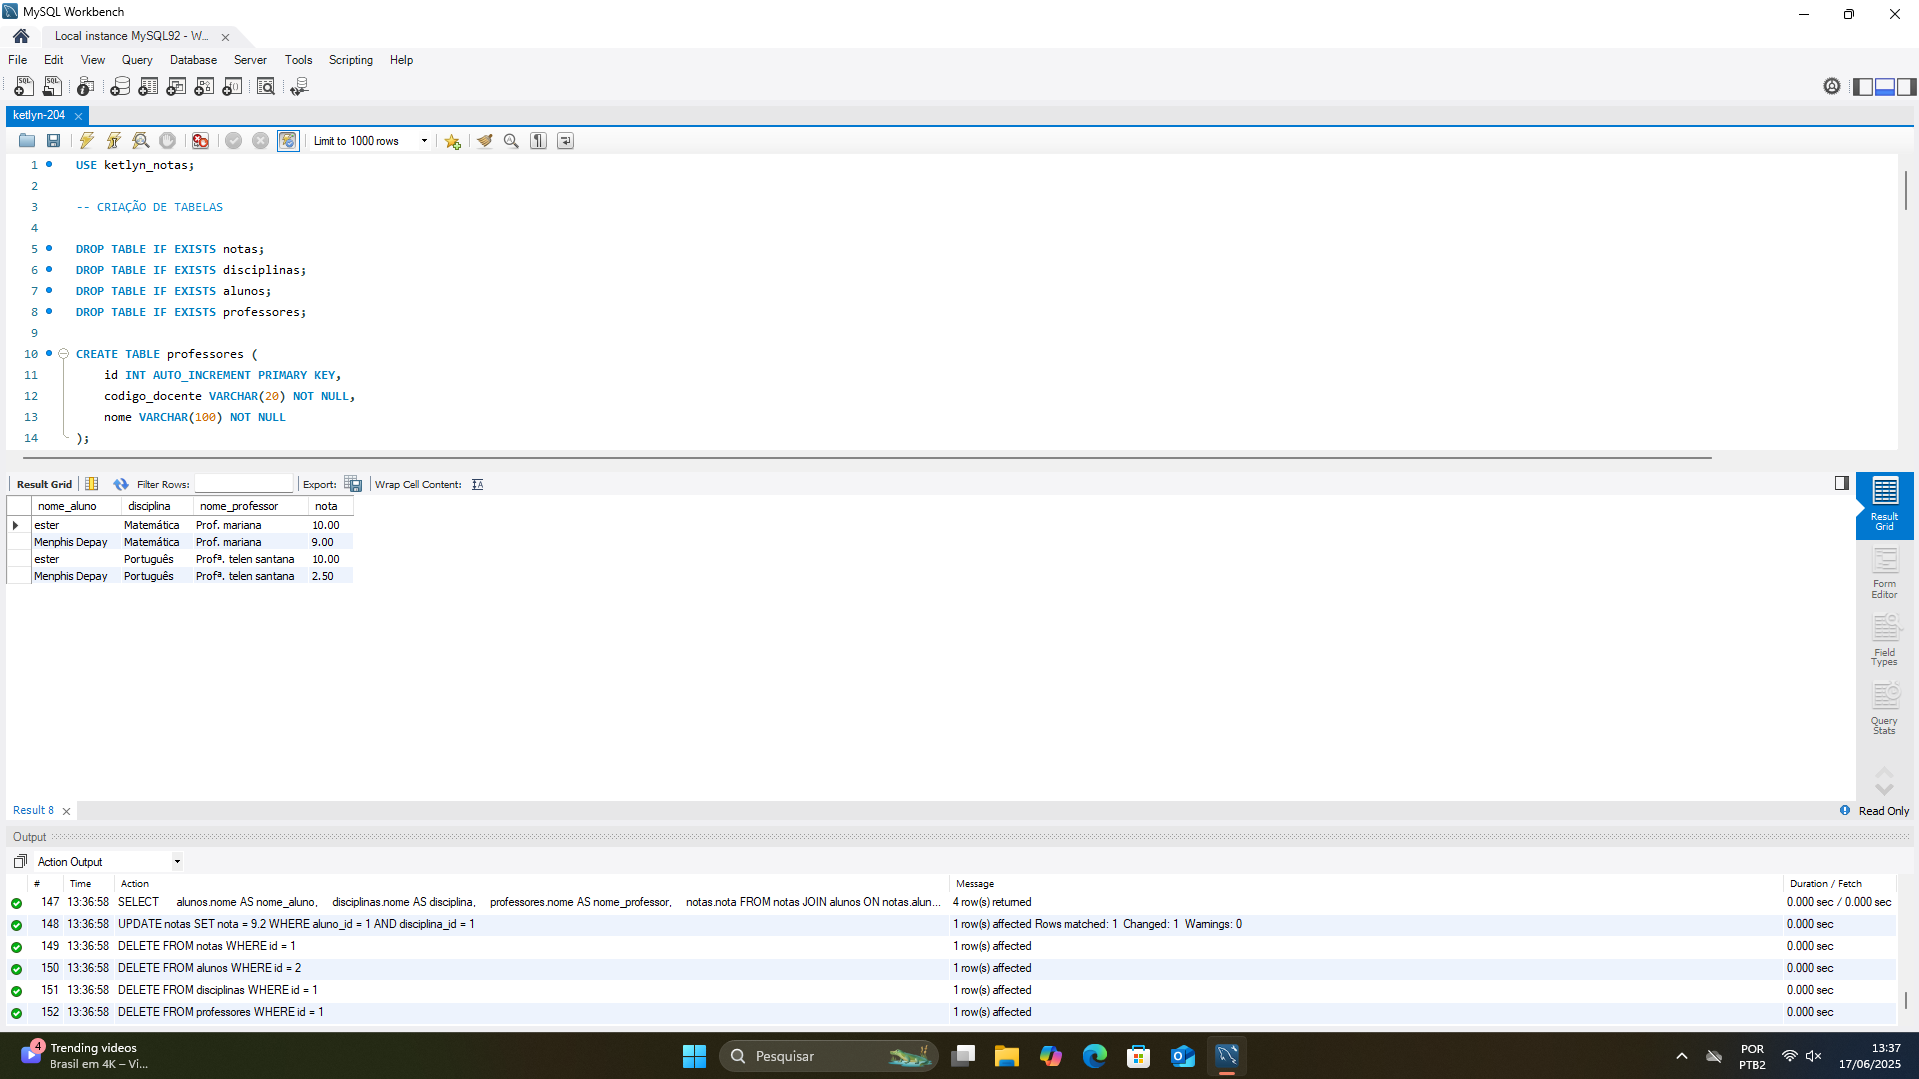 MySQL Workbench
Local instance MySQL92 - W...
File Edit View Query Database Server Tools Scripting Help
ketlyn-204
Limit to 1000 rows
1 USE ketlyn_notas;
2
3 -- CRIAÇÃO DE TABELAS
4
5 DROP TABLE IF EXISTS notas;
6 DROP TABLE IF EXISTS disciplinas;
7 DROP TABLE IF EXISTS alunos;
8 DROP TABLE IF EXISTS professores;
9
10 CREATE TABLE professores (
11 id INT AUTO_INCREMENT PRIMARY KEY,
12 codigo_docente VARCHAR(20) NOT NULL,
13 nome VARCHAR(100) NOT NULL
14 );
Result Grid Filter Rows: Export: Wrap Cell Content:
nome_aluno disciplina nome_professor nota
ester Matemática Prof. mariana 10.00
Menphis Depay Matemática Prof. mariana 9.00
ester Português Profª. telen santana 10.00
Menphis Depay Português Profª. telen santana 2.50
Result Grid
Form Editor
Field Types
Query Stats
Result 8
Read Only
Output
Action Output
# Time Action Message Duration / Fetch
147 13:36:58 SELECT alunos.nome AS nome_aluno, disciplinas.nome AS disciplina, professores.nome AS nome_professor, notas.nota FROM notas JOIN alunos ON notas.alun... 4 row(s) returned 0.000 sec / 0.000 sec
148 13:36:58 UPDATE notas SET nota = 9.2 WHERE aluno_id = 1 AND disciplina_id = 1 1 row(s) affected Rows matched: 1 Changed: 1 Warnings: 0 0.000 sec
149 13:36:58 DELETE FROM notas WHERE id = 1 1 row(s) affected 0.000 sec
150 13:36:58 DELETE FROM alunos WHERE id = 2 1 row(s) affected 0.000 sec
151 13:36:58 DELETE FROM disciplinas WHERE id = 1 1 row(s) affected 0.000 sec
152 13:36:58 DELETE FROM professores WHERE id = 1 1 row(s) affected 0.000 sec
4
Trending videos
Brasil em 4K – Vi...
Pesquisar
POR
PTB2
13:37
17/06/2025